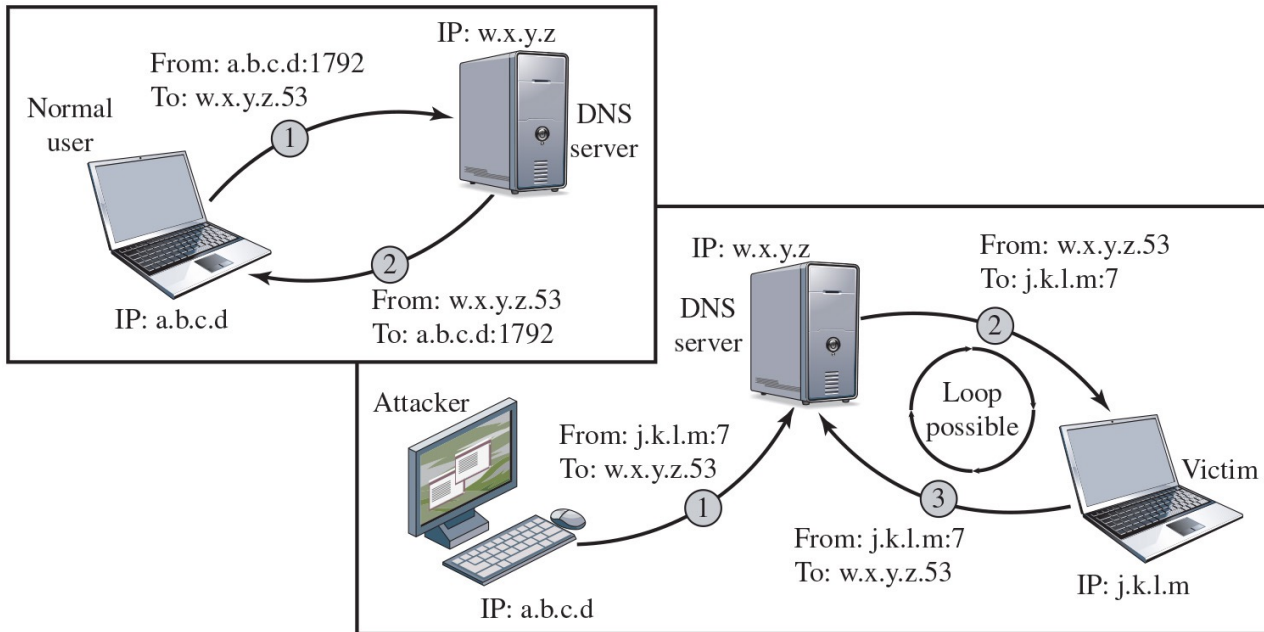 IP: w.x.y.z
From: a.b.c.d:1792
To: w.x.y.z.53
Normal
user
1
DNS
server
2
From: w.x.y.z.53
To: a.b.c.d:1792
IP: a.b.c.d
IP: w.x.y.z
DNS
server
From: w.x.y.z.53
To: j.k.l.m:7
2
Loop
possible
Attacker
From: j.k.l.m:7
To: w.x.y.z.53
1
Victim
3
From: j.k.l.m:7
To: w.x.y.z.53
IP: a.b.c.d
IP: j.k.l.m